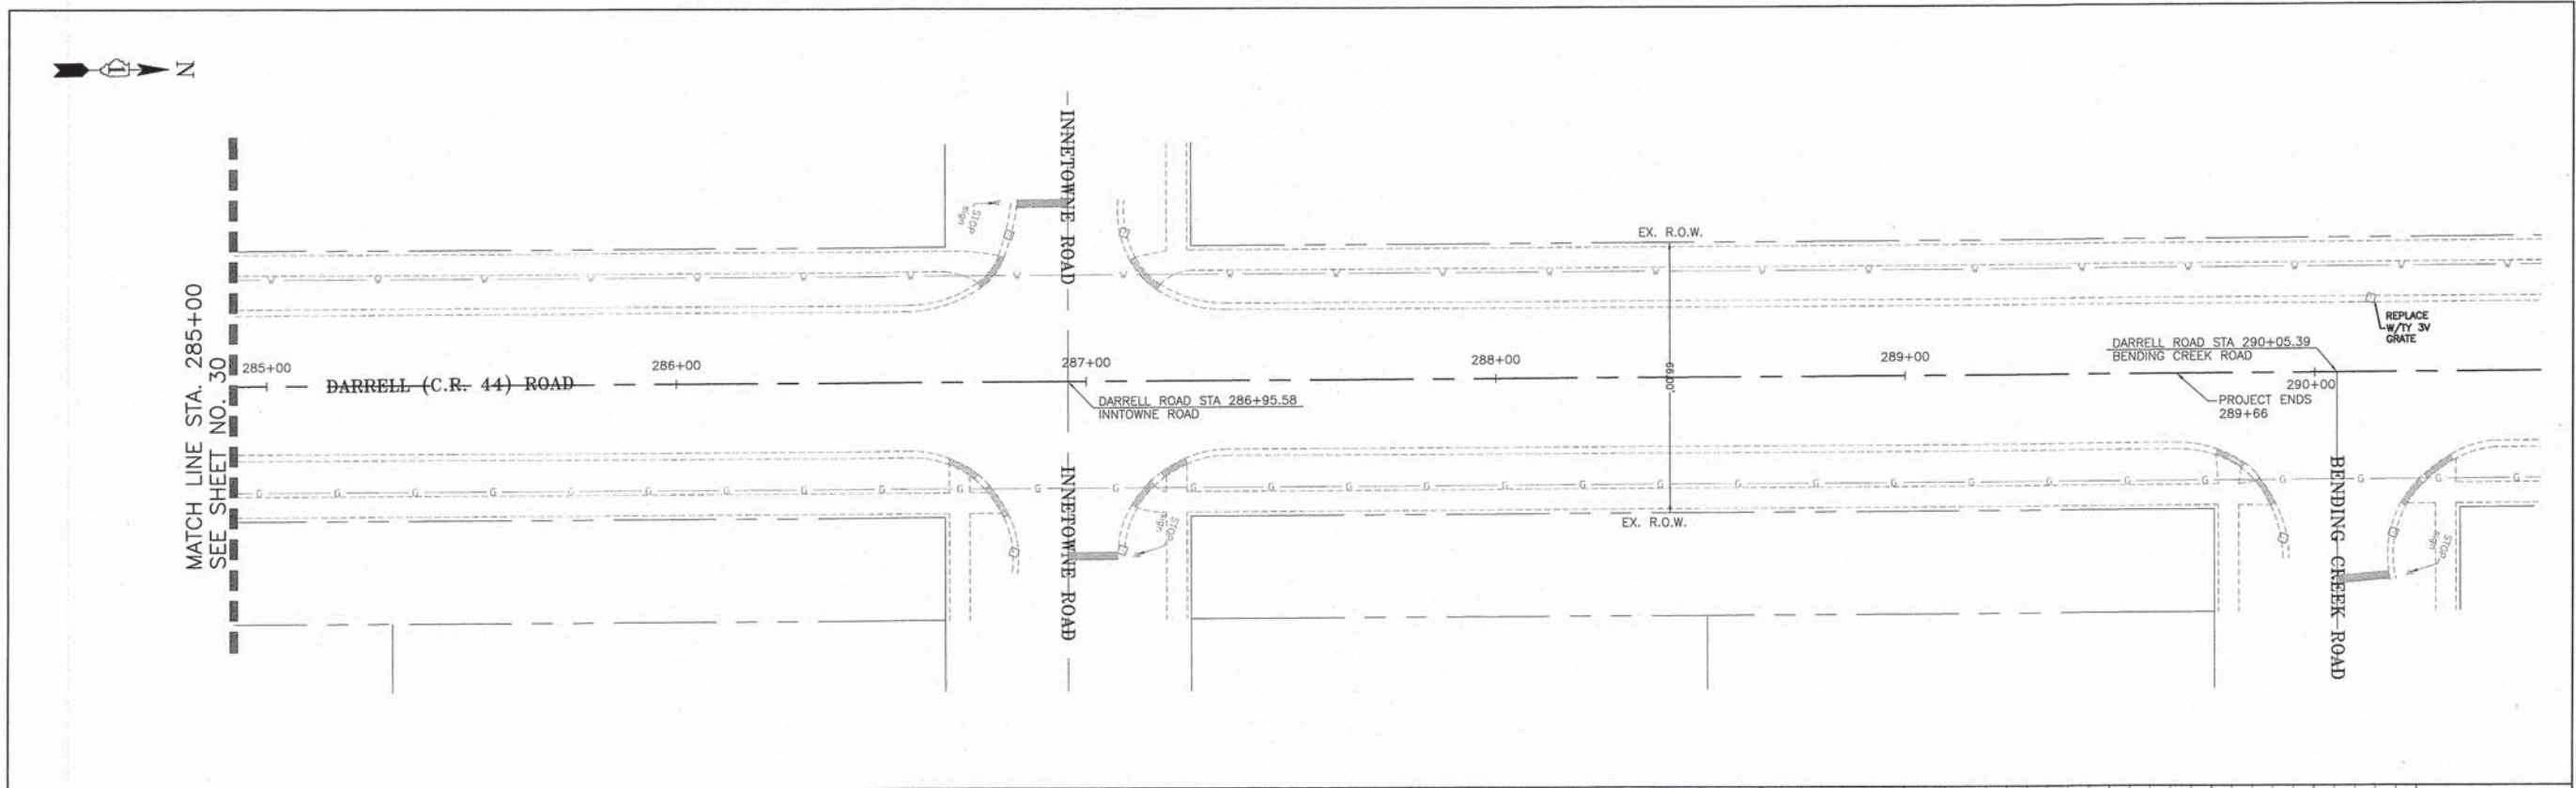 N
INNETOWNE ROAD
STOP
sign
EX. R.O.W.
W W W W W W W W W W W W W W W W W W W W W W
MATCH LINE STA. 285+00
SEE SHEET NO. 30
REPLACE
W/TY 3V
GRATE
285+00
286+00
287+00
288+00
289+00
290+00
DARRELL (C.R. 44) ROAD
DARRELL ROAD STA 286+95.58
INNTOWNE ROAD
66.00'
DARRELL ROAD STA 290+05.39
BENDING CREEK ROAD
PROJECT ENDS
289+66
G G G G G G G G G G G G G G G G G G G G G G G G G G G G G G
EX. R.O.W.
STOP
sign
INNETOWNE ROAD
STOP
sign
BENDING CREEK ROAD